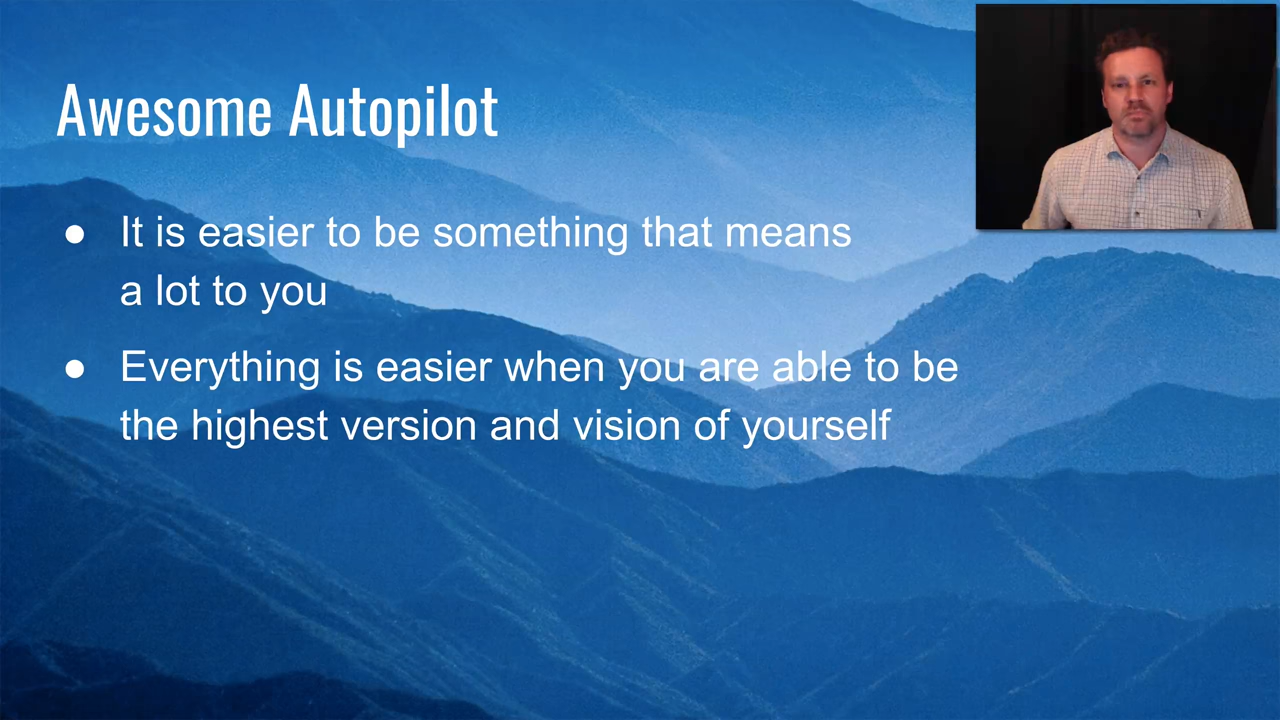 Awesome Autopilot
● It is easier to be something that means
a lot to you
● Everything is easier when you are able to be
the highest version and vision of yourself